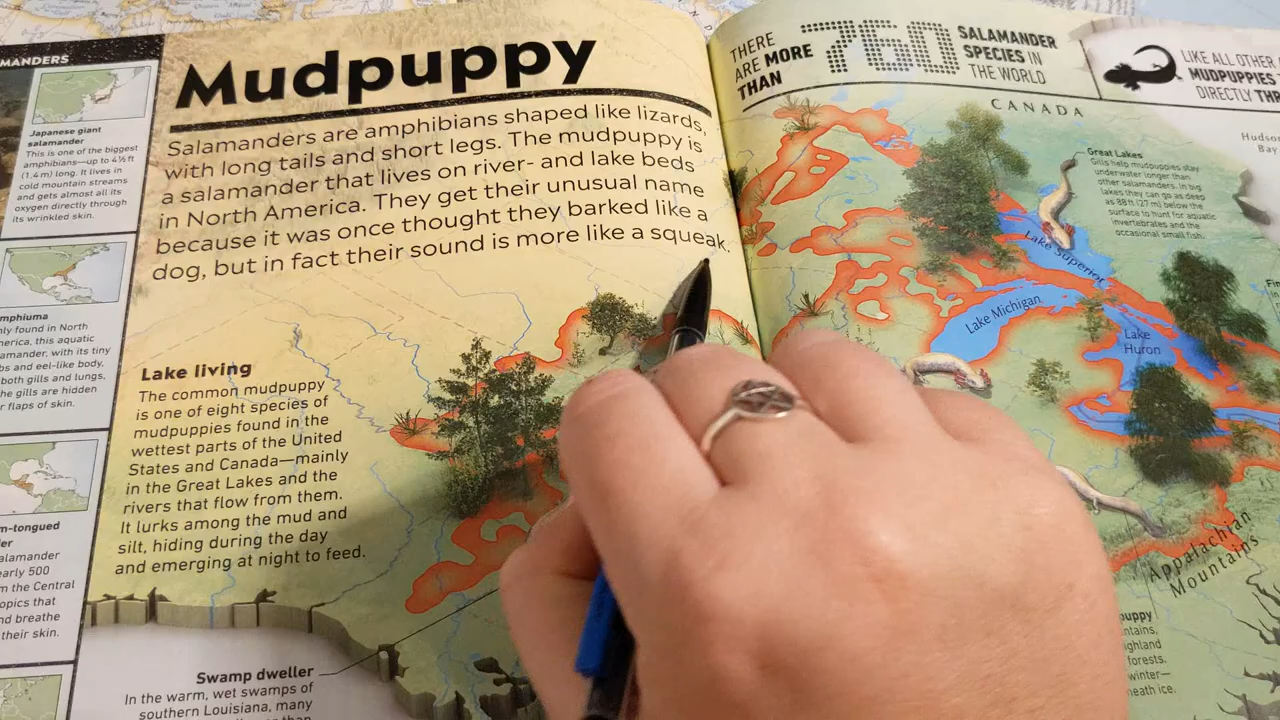 MANDERS
Japanese giant
salamander
This is one of the biggest
amphibians—up to 4½ft
(1.4m) long. It lives in
cold mountain streams
and gets almost all its
oxygen directly through
its wrinkled skin.
mphiuma
nly found in North
merica, this aquatic
amander, with its tiny
bs and eel-like body,
both gills and lungs,
he gills are hidden
r flaps of skin.
m-tongued
der
alamander
early 500
m the Central
opics that
nd breathe
their skin.
Mudpuppy
Salamanders are amphibians shaped like lizards,
with long tails and short legs. The mudpuppy is
a salamander that lives on river- and lake beds
in North America. They get their unusual name
because it was once thought they barked like a
dog, but in fact their sound is more like a squeak.
Lake living
The common mudpuppy
is one of eight species of
mudpuppies found in the
wettest parts of the United
States and Canada—mainly
in the Great Lakes and the
rivers that flow from them.
It lurks among the mud and
silt, hiding during the day
and emerging at night to feed.
Swamp dweller
In the warm, wet swamps of
southern Louisiana, many
THERE
ARE MORE
THAN
760
SALAMANDER
SPECIES IN
THE WORLD
LIKE ALL OTHER
MUDPUPPIES
DIRECTLY THR
CANADA
Hudson
Bay
Great Lakes
Gills help mudpuppies stay
underwater longer than
other salamanders. In big
lakes they can go as deep
as 88ft (27m) below the
surface to hunt for aquatic
invertebrates and the
occasional small fish.
Lake Superior
Lake Michigan
Lake
Huron
Appalachian
Mountains
puppy
ntains,
ighland
forests.
winter—
neath ice.